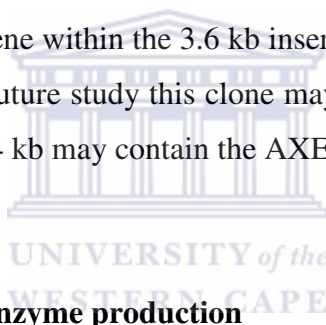 ene within the 3.6 kb inser
uture study this clone may
kb may contain the AXE
UNIVERSITY of the
nzyme production
WESTERN CAPE